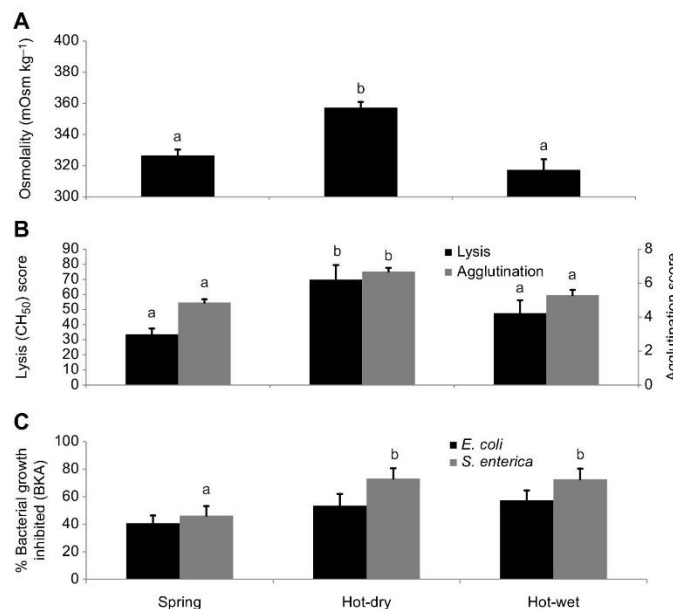 A
Osmolality (mOsm kg⁻¹)
400
380
360
340
320
300
a
b
a
B
Lysis (CH₅₀) score
90
80
70
60
50
40
30
20
10
0
a
a
b
b
a
a
Lysis
Agglutination
8
6
4
2
0
Agglutination score
C
% Bacterial growth
inhibited (BKA)
100
80
60
40
20
0
a
b
b
E. coli
S. enterica
Spring
Hot-dry
Hot-wet